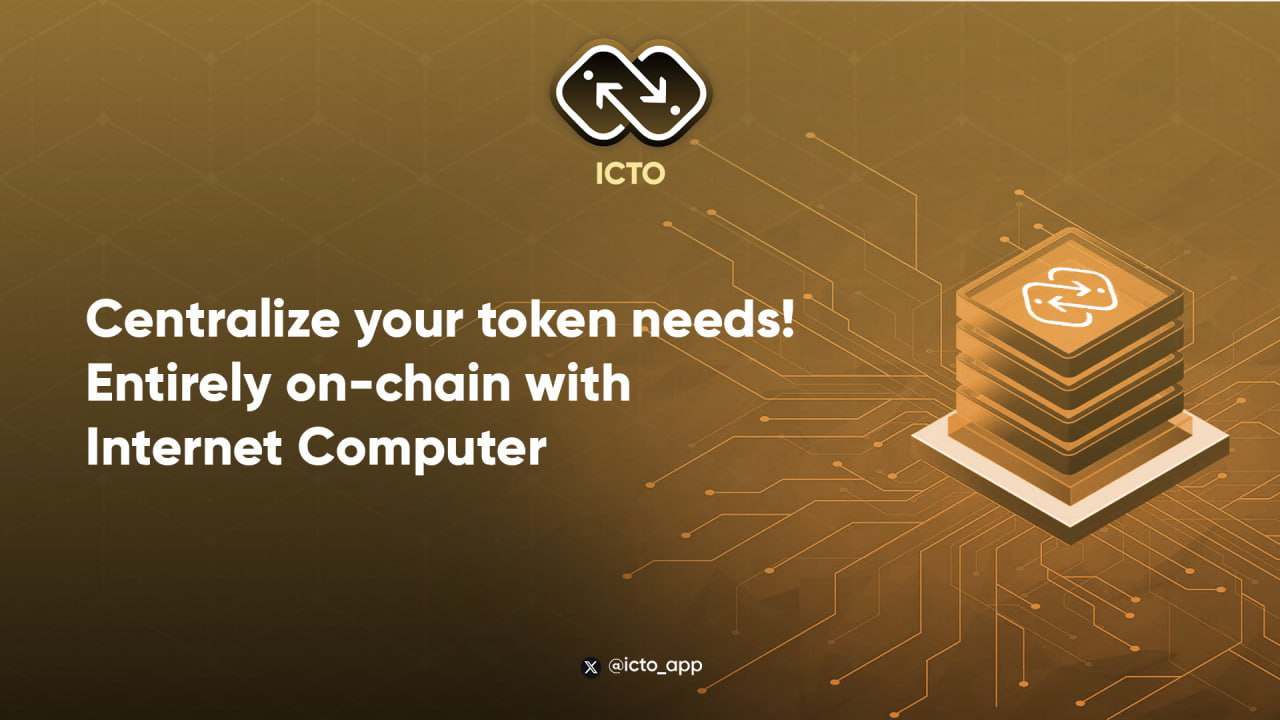 ICTO
Centralize your token needs!
Entirely on-chain with
Internet Computer
@icto_app